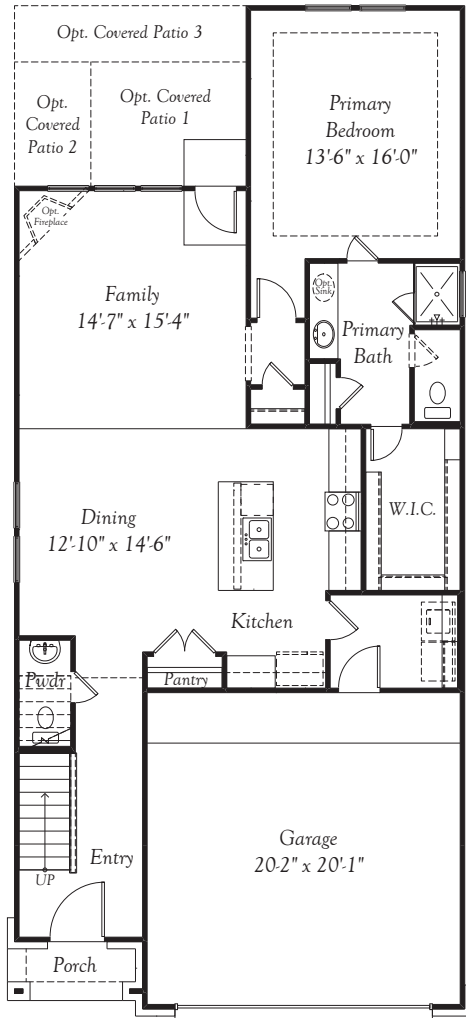 Opt. Covered Patio 3
Opt.
Covered
Patio 2
Opt. Covered
Patio 1
Primary
Bedroom
13'-6" x 16'-0"
Opt.
Fireplace
Family
14'-7" x 15'-4"
Opt.
Sink
Primary
Bath
W.I.C.
Dining
12'-10" x 14'-6"
Kitchen
Pwdr
Pantry
Garage
20'-2" x 20'-1"
Entry
UP
Porch